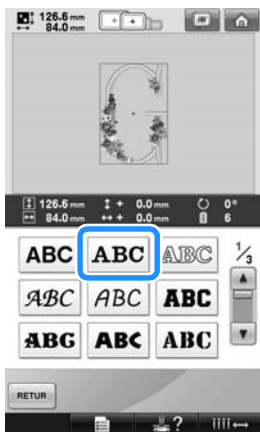 126.6 mm
84.0 mm
126.6 mm + 0.0 mm 0°
84.0 mm + 0.0 mm 6
ABC ABC ABC 1/3
ABC ABC ABC
ABC ABC ABC
RETUR
?